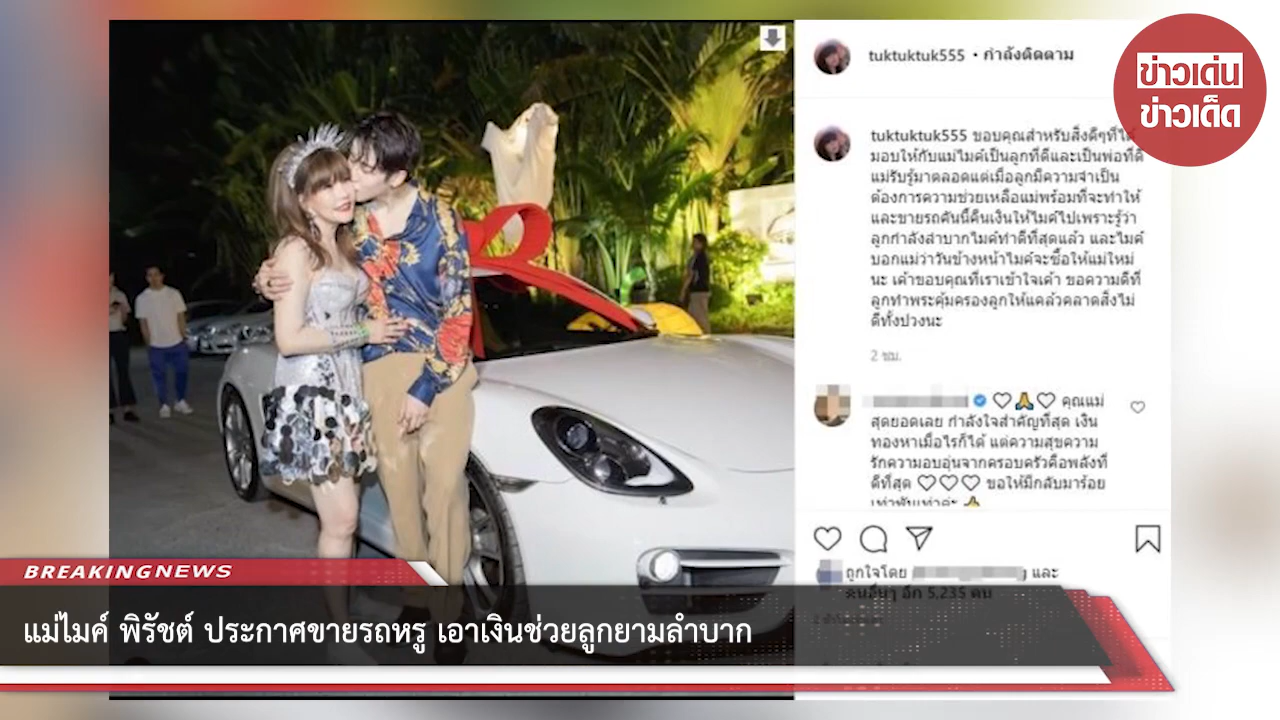 tuktuktuk555 • กำลังติดตาม
ข่าวเด่น
ข่าวเด็ด
tuktuktuk555 ขอบคุณสำหรับสิ่งดีๆที่ได้
มอบให้กับแม่ไมค์เป็นลูกที่ดีและเป็นพ่อที่ดี
แม่รับรู้มาตลอดแต่เมื่อลูกมีความจำเป็น
ต้องการความช่วยเหลือแม่พร้อมที่จะทำให้
และขายรถคันนี้คืนเงินให้ไมค์ไปเพราะรู้ว่า
ลูกกำลังลำบากไมค์ทำดีที่สุดแล้ว และไมค์
บอกแม่ว่าวันข้างหน้าไมค์จะซื้อให้แม่ใหม่
นะ เค้าขอบคุณที่เราเข้าใจเค้า ขอความดีที่
ลูกทำพระคุ้มครองลูกให้แคล้วคลาดสิ่งไม่
ดีทั้งปวงนะ
2 ชม.
♡🙏♡ คุณแม่
สุดยอดเลย กำลังใจสำคัญที่สุด เงิน
ทองหาเมื่อไรก็ได้ แต่ความสุขความ
รักความอบอุ่นจากครอบครัวคือพลังที่
ดีที่สุด ♡♡♡ ขอให้มีกลับมาร้อย
เท่าพันเท่าค่ะ 🙏
ถูกใจโดย และ
คนอื่นๆ อีก 5,235 คน
BREAKINGNEWS
แม่ไมค์ พิรัชต์ ประกาศขายรถหรู เอาเงินช่วยลูกยามลำบาก